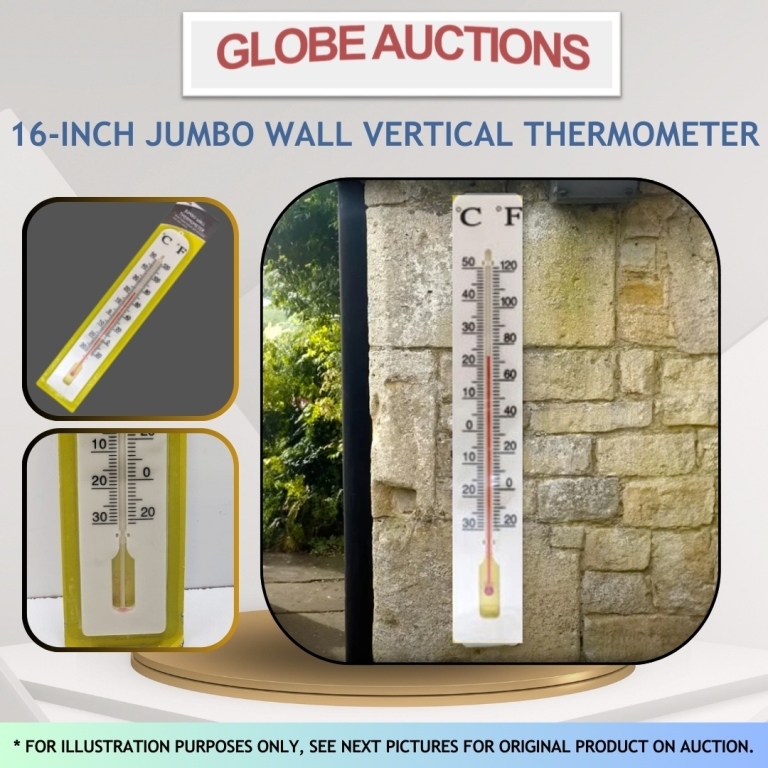 GLOBE AUCTIONS
16-INCH JUMBO WALL VERTICAL THERMOMETER
C F
C F
50 120
40 100
30 80
20 60
10 40
0 20
10 0
20 20
30
10 20
20 0
30 20
* FOR ILLUSTRATION PURPOSES ONLY, SEE NEXT PICTURES FOR ORIGINAL PRODUCT ON AUCTION.